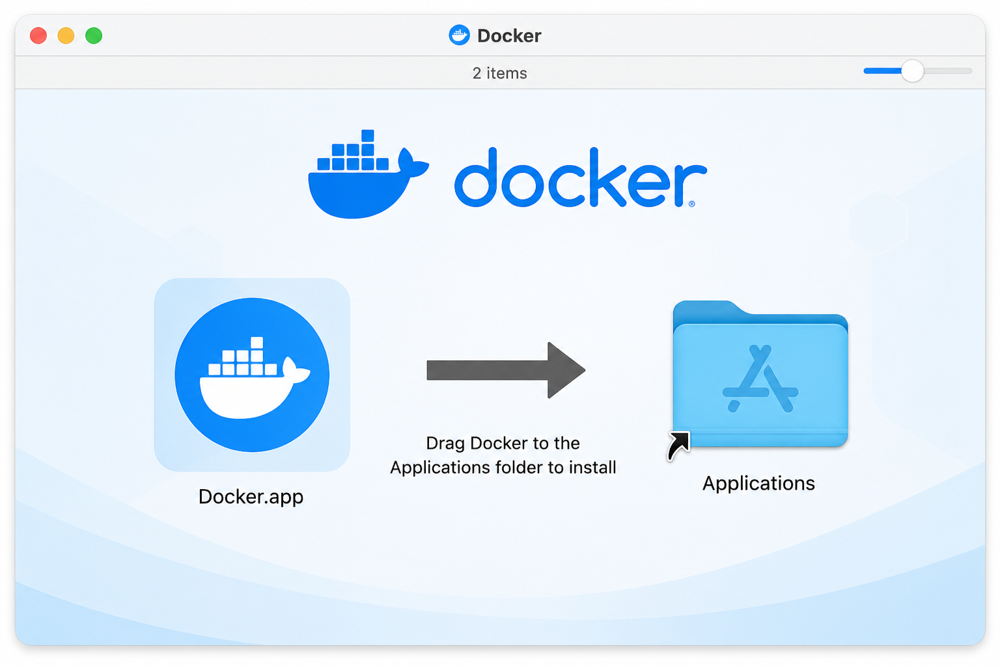 Docker
2 items
docker®
Drag Docker to the
Applications folder to install
Docker.app
Applications